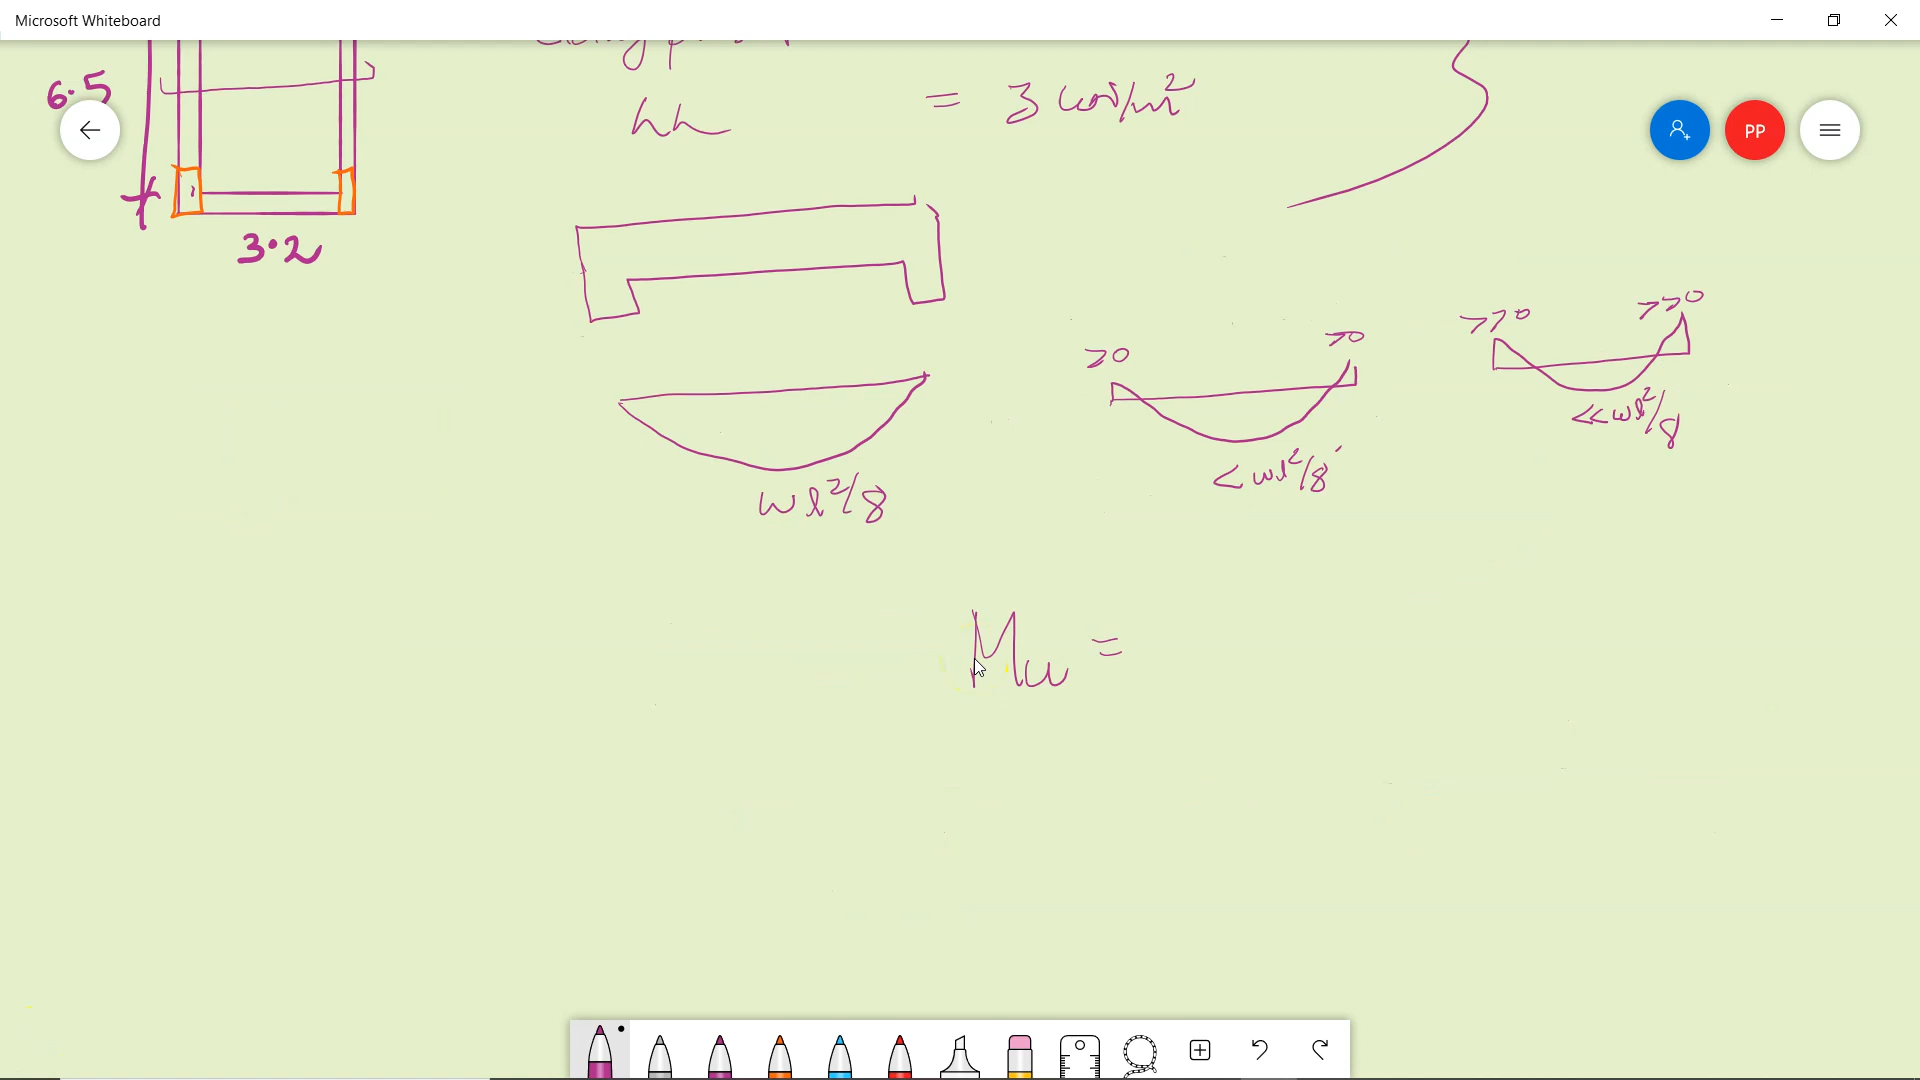 Microsoft Whiteboard
6.5
= 3 kN/m²
PP
3.2
>0
>0
>>0
>>0
<<wl²/8
<wl²/8
wl²/8
Mu =